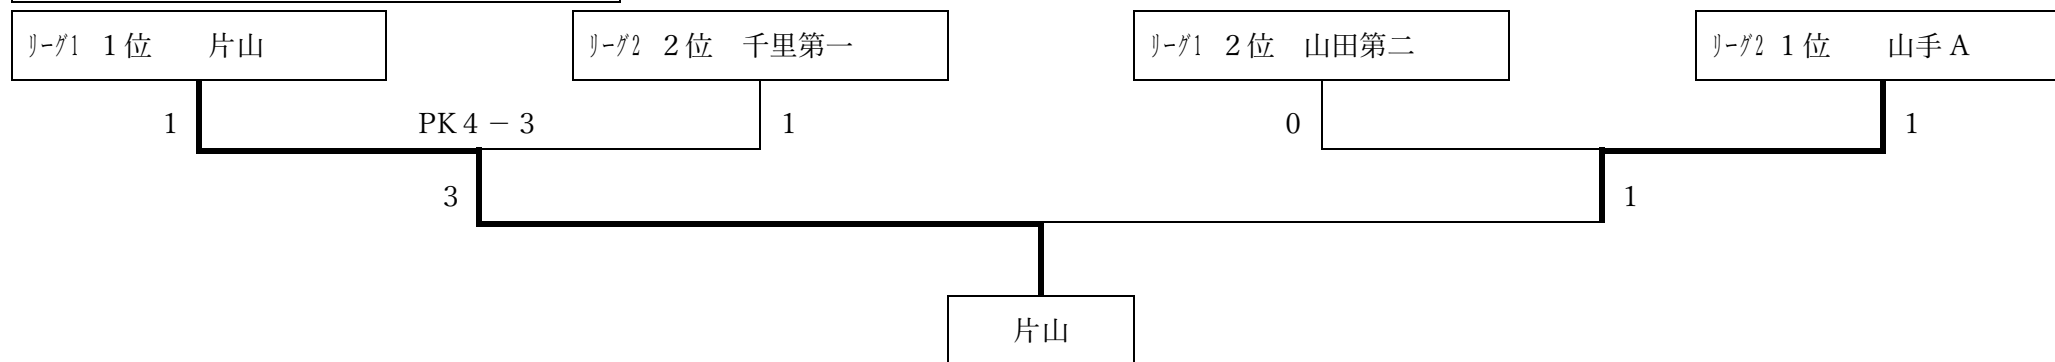 ﾘｰｸﾞ1 １位　　片山
ﾘｰｸﾞ2 ２位　千里第一
ﾘｰｸﾞ1 ２位　山田第二
ﾘｰｸﾞ2 １位　　山手Ａ
1
PK４－３
1
0
1
3
1
片山